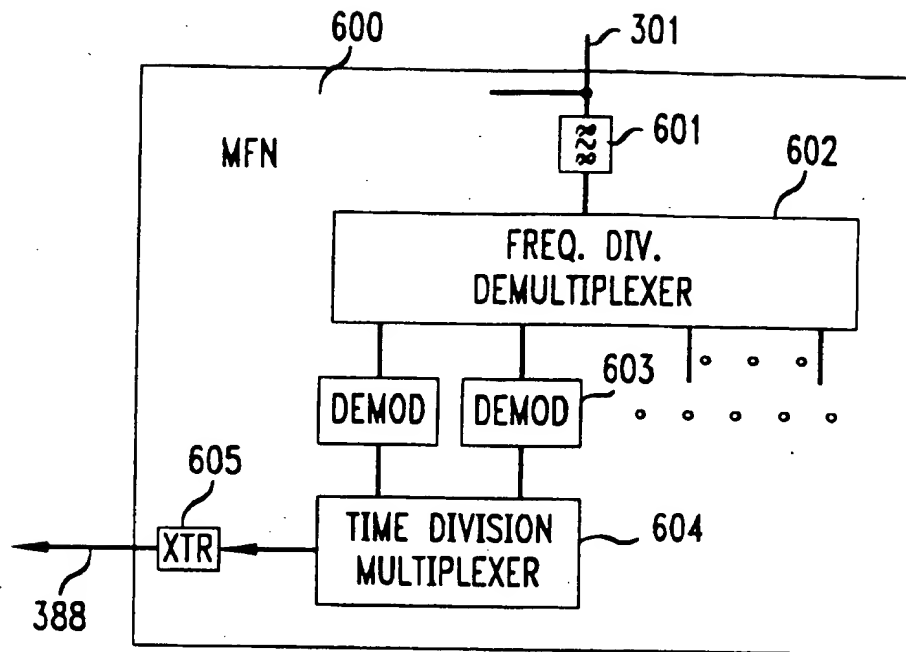 600
301
601
MFN
602
FREQ. DIV.
DEMULTIPLEXER
603
DEMOD
DEMOD
605
XTR
TIME DIVISION
MULTIPLEXER
604
388